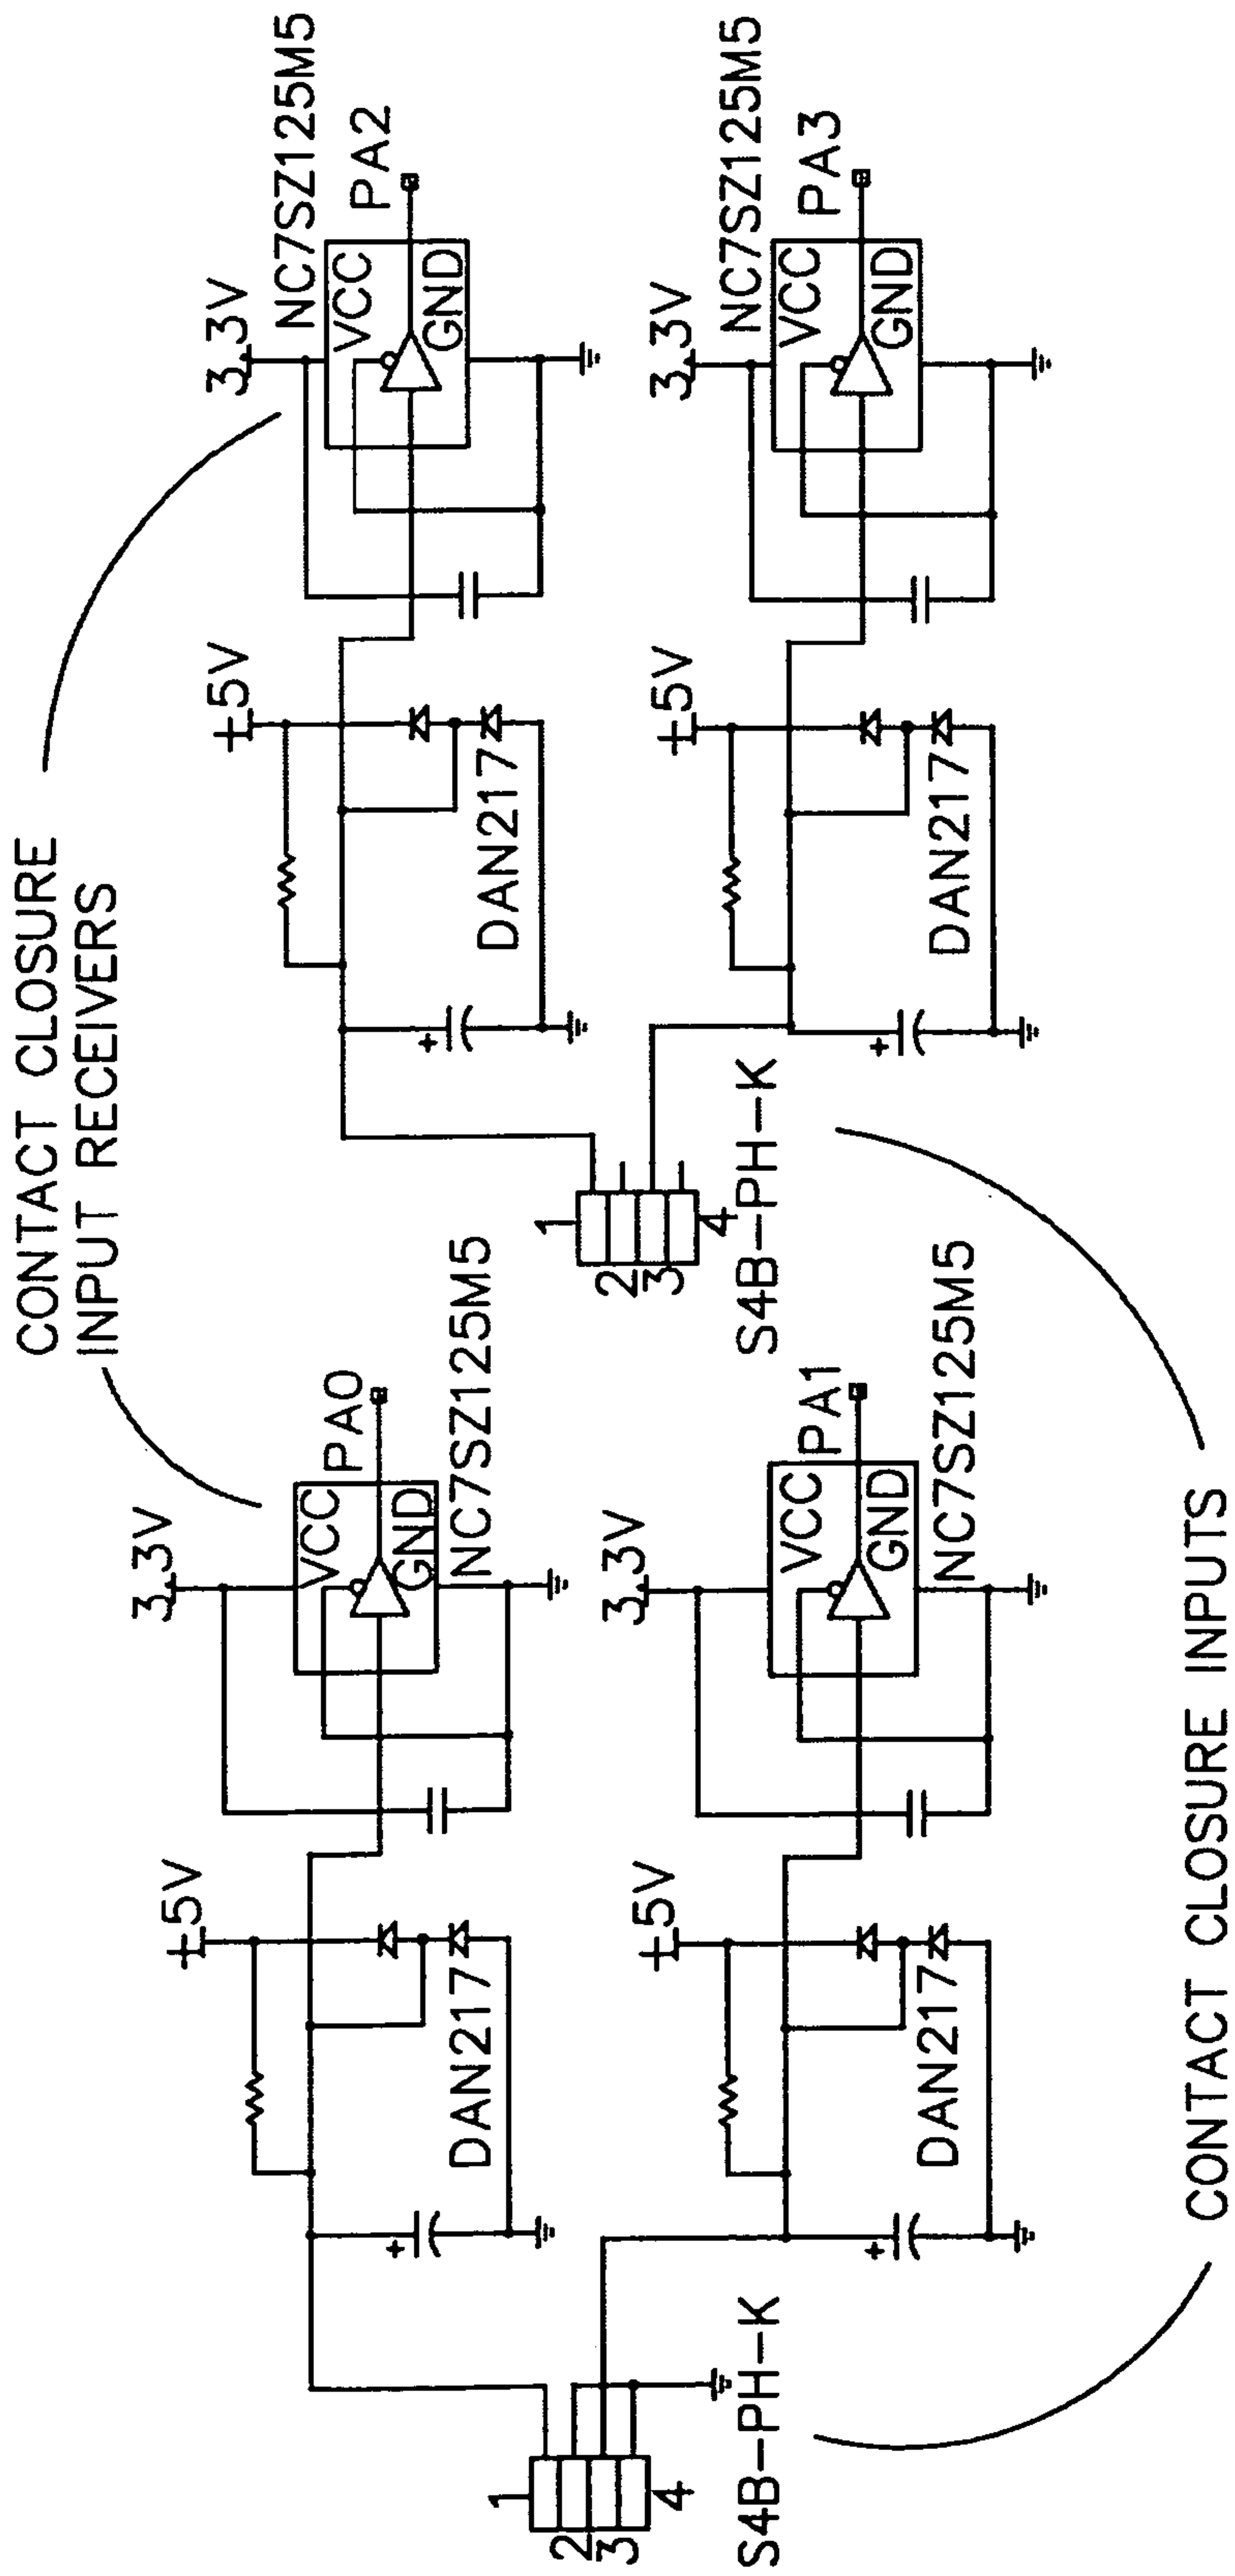 CONTACT CLOSURE
INPUT RECEIVERS
3.3V
VCC
GND
PA0
NC7SZ125M5
+5V
DAN217
3.3V
VCC
GND
PA1
NC7SZ125M5
+5V
DAN217
1
2
3
4
S4B-PH-K
3.3V
NC7SZ125M5
VCC
GND
PA2
+5V
DAN217
3.3V
NC7SZ125M5
VCC
GND
PA3
+5V
DAN217
1
2
3
4
S4B-PH-K
CONTACT CLOSURE INPUTS